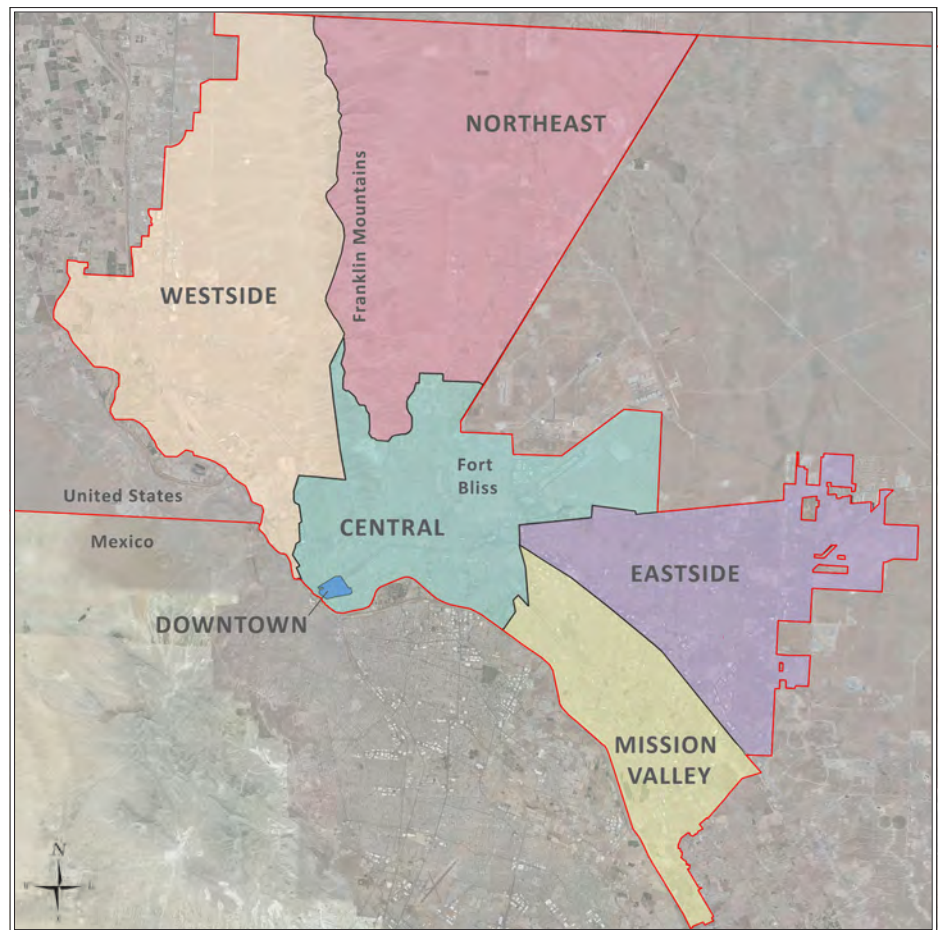 NORTHEAST
Franklin Mountains
WESTSIDE
Fort
Bliss
United States
CENTRAL
Mexico
EASTSIDE
DOWNTOWN
MISSION
VALLEY
N